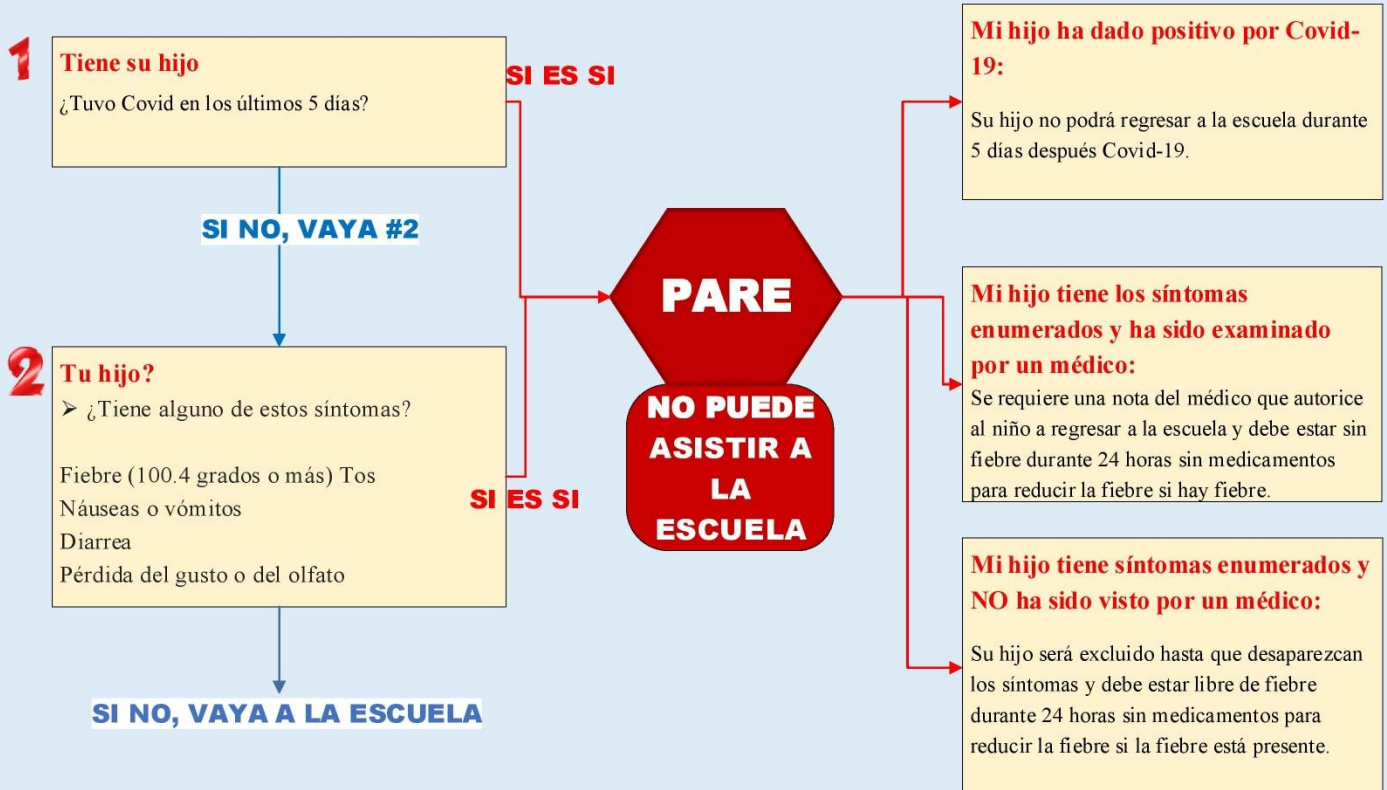 1
Tiene su hijo
¿Tuvo Covid en los últimos 5 días?
SI ES SI
SI NO, VAYA #2
2
Tu hijo?
➢ ¿Tiene alguno de estos síntomas?
Fiebre (100.4 grados o más) Tos
Náuseas o vómitos
Diarrea
Pérdida del gusto o del olfato
SI ES SI
SI NO, VAYA A LA ESCUELA
PARE
NO PUEDE
ASISTIR A
LA
ESCUELA
Mi hijo ha dado positivo por Covid-
19:
Su hijo no podrá regresar a la escuela durante
5 días después Covid-19.
Mi hijo tiene los síntomas
enumerados y ha sido examinado
por un médico:
Se requiere una nota del médico que autorice
al niño a regresar a la escuela y debe estar sin
fiebre durante 24 horas sin medicamentos
para reducir la fiebre si hay fiebre.
Mi hijo tiene síntomas enumerados y
NO ha sido visto por un médico:
Su hijo será excluido hasta que desaparezcan
los síntomas y debe estar libre de fiebre
durante 24 horas sin medicamentos para
reducir la fiebre si la fiebre está presente.